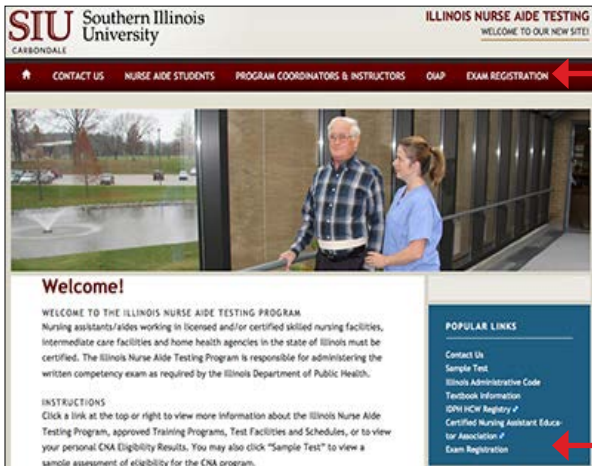 SIU Southern Illinois
University
CARBONDALE
ILLINOIS NURSE AIDE TESTING
WELCOME TO OUR NEW SITE!
CONTACT US NURSE AIDE STUDENTS PROGRAM COORDINATORS & INSTRUCTORS OIAP EXAM REGISTRATION
Welcome!
WELCOME TO THE ILLINOIS NURSE AIDE TESTING PROGRAM
Nursing assistants/aides working in licensed and/or certified skilled nursing facilities,
intermediate care facilities and home health agencies in the state of Illinois must be
certified. The Illinois Nurse Aide Testing Program is responsible for administering the
written competency exam as required by the Illinois Department of Public Health.
INSTRUCTIONS
Click a link at the top or right to view more information about the Illinois Nurse Aide
Testing Program, approved Training Programs, Test Facilities and Schedules, or to view
your personal CNA Eligibility Results. You may also click "Sample Test" to view a
sample assessment of eligibility for the CNA program.
POPULAR LINKS
Contact Us
Sample Test
Illinois Administrative Code
Textbook Information
IDPH HCW Registry
Certified Nursing Assistant Educa-
tor Association
Exam Registration